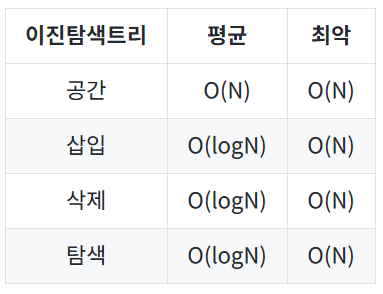 이진탐색트리 평균 최악
공간 O(N) O(N)
삽입 O(logN) O(N)
삭제 O(logN) O(N)
탐색 O(logN) O(N)